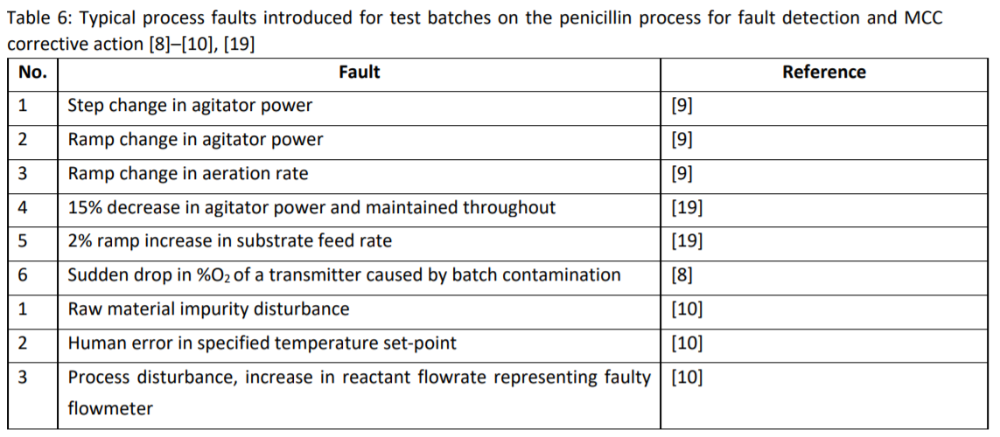 Table 6: Typical process faults introduced for test batches on the penicillin process for fault detection and MCC
corrective action [8]–[10], [19]
No. Fault Reference
1 Step change in agitator power [9]
2 Ramp change in agitator power [9]
3 Ramp change in aeration rate [9]
4 15% decrease in agitator power and maintained throughout [19]
5 2% ramp increase in substrate feed rate [19]
6 Sudden drop in %O₂ of a transmitter caused by batch contamination [8]
1 Raw material impurity disturbance [10]
2 Human error in specified temperature set-point [10]
3 Process disturbance, increase in reactant flowrate representing faulty [10]
flowmeter